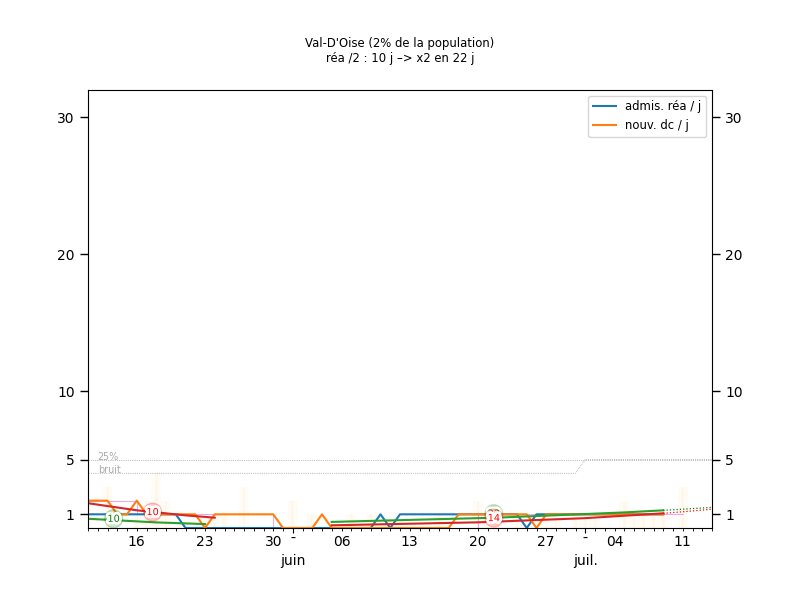 Val-D'Oise (2% de la population)
réa /2 : 10 j –> x2 en 22 j
admis. réa / j
nouv. dc / j
30 30
20 20
10 10
5 5
1 1
25%
bruit
10
10
14
16 23 30 - 06 13 20 27 - 04 11
juin juil.